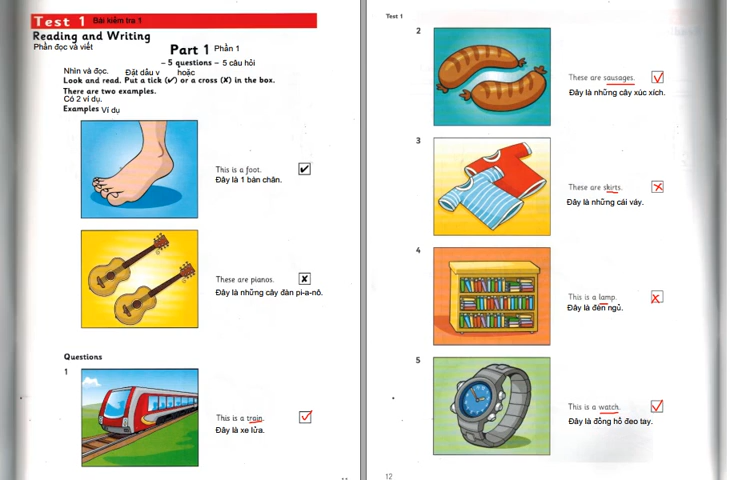 Test 1 Bài kiểm tra 1
Reading and Writing
Phần đọc và viết
Part 1 Phần 1
– 5 questions – 5 câu hỏi
Nhìn và đọc. Đặt dấu v hoặc
Look and read. Put a tick (✔) or a cross (✗) in the box.
There are two examples.
Có 2 ví dụ.
Examples Ví dụ
This is a foot. ✔
Đây là 1 bàn chân.
These are pianos. ✗
Đây là những cây đàn pi-a-nô.
Questions
1
This is a train. ✓
Đây là xe lửa.
Test 1
2
These are sausages. ✓
Đây là những cây xúc xích.
3
These are skirts. ✗
Đây là những cái váy.
4
This is a lamp. ✗
Đây là đèn ngủ.
5
This is a watch. ✓
Đây là đồng hồ đeo tay.
12